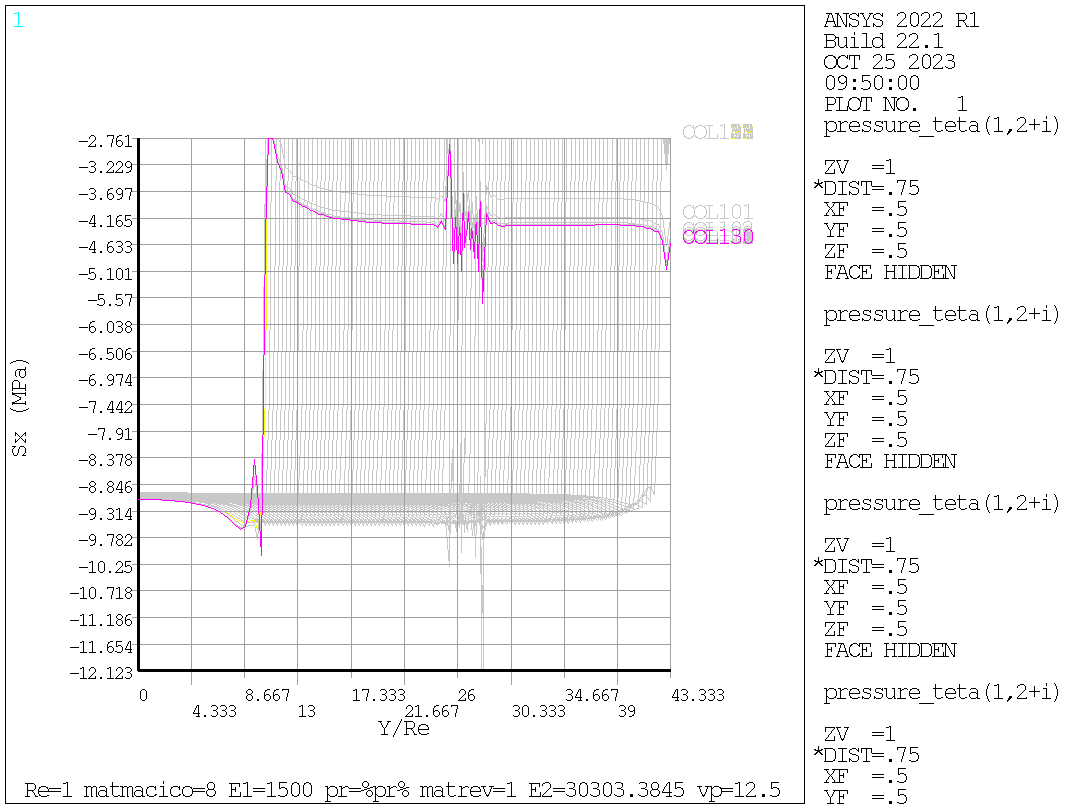 1
ANSYS 2022 R1
Build 22.1
OCT 25 2023
09:50:00
PLOT NO. 1
pressure_teta(1,2+i)
ZV =1
*DIST=.75
XF =.5
YF =.5
ZF =.5
FACE HIDDEN
pressure_teta(1,2+i)
ZV =1
*DIST=.75
XF =.5
YF =.5
ZF =.5
FACE HIDDEN
pressure_teta(1,2+i)
ZV =1
*DIST=.75
XF =.5
YF =.5
ZF =.5
FACE HIDDEN
pressure_teta(1,2+i)
ZV =1
*DIST=.75
XF =.5
YF =.5
COL101
COL130
Sx (MPa)
-2.761
-3.229
-3.697
-4.165
-4.633
-5.101
-5.57
-6.038
-6.506
-6.974
-7.442
-7.91
-8.378
-8.846
-9.314
-9.782
-10.25
-10.718
-11.186
-11.654
-12.123
0 8.667 17.333 26 34.667 43.333
4.333 13 21.667 30.333 39
Y/Re
Re=1 matmacico=8 E1=1500 pr=%pr% matrev=1 E2=30303.3845 vp=12.5